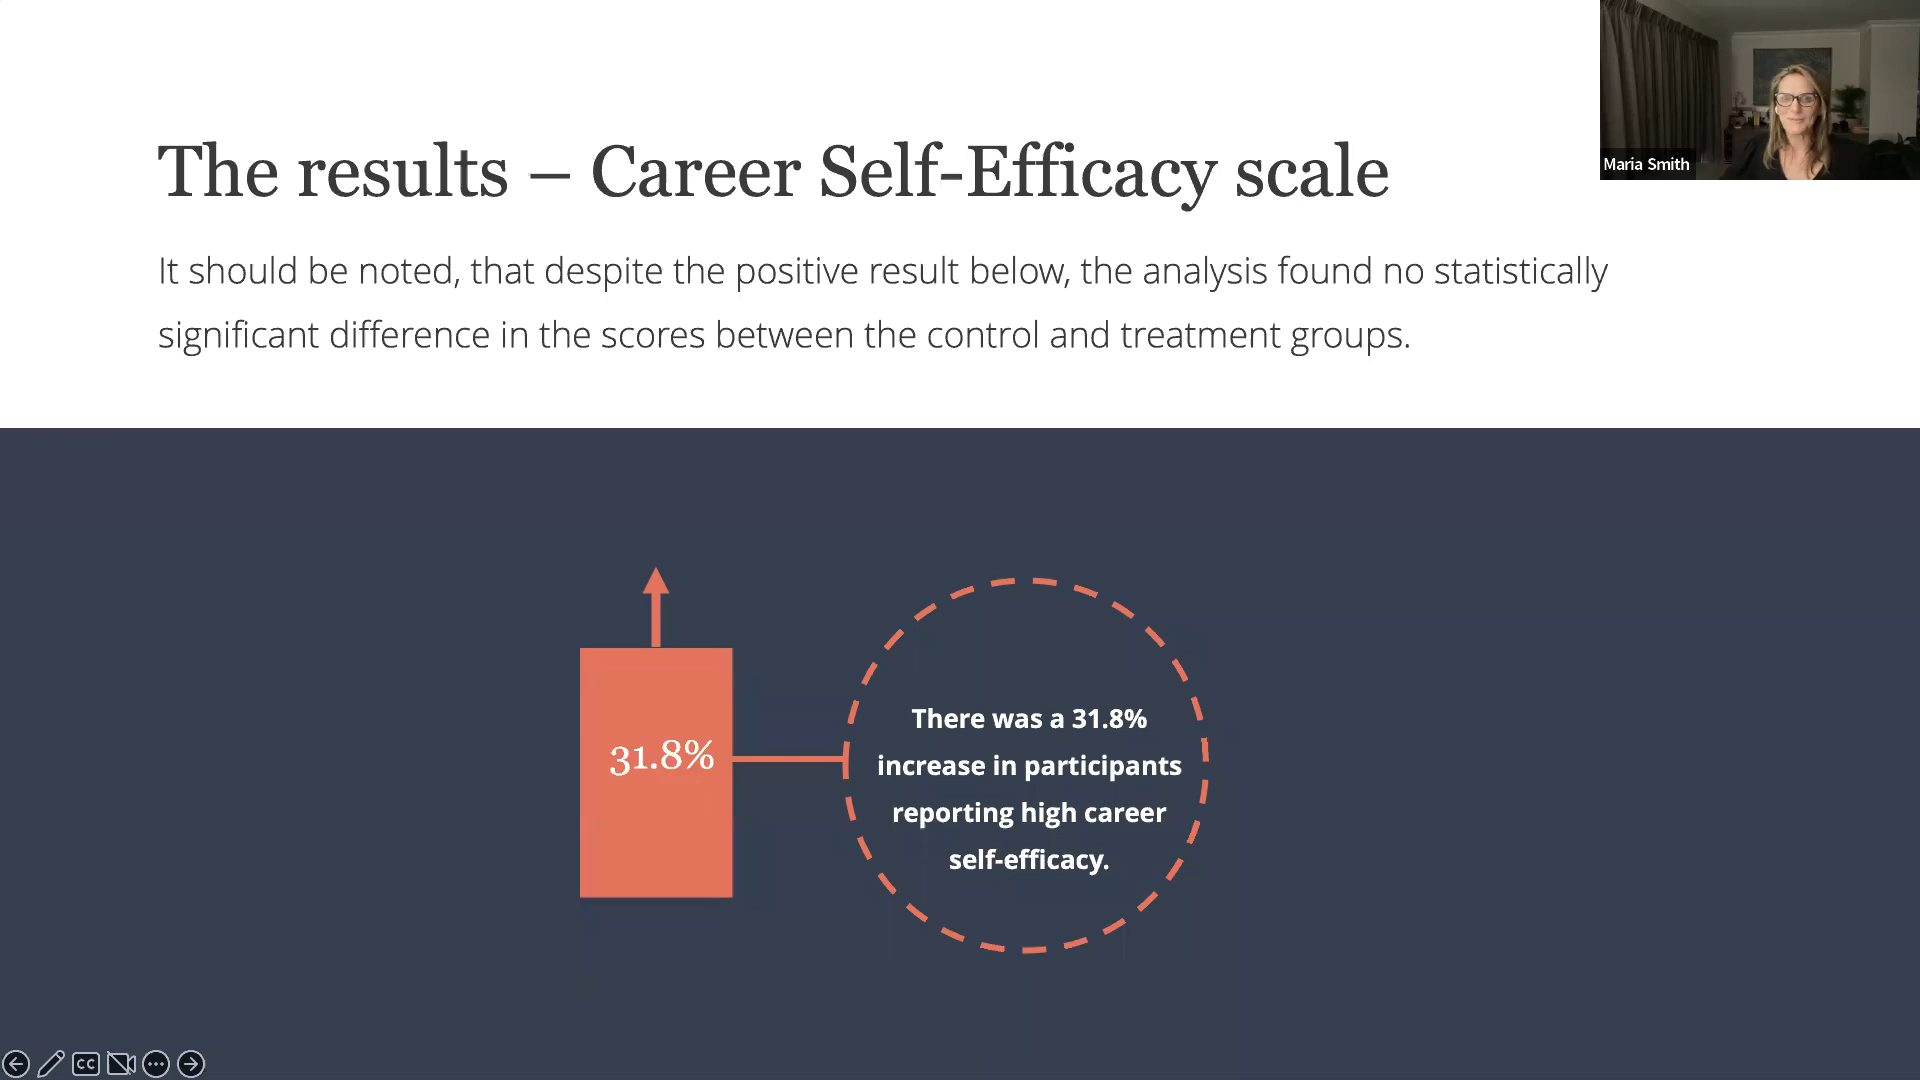 The results – Career Self-Efficacy scale
Maria Smith
It should be noted, that despite the positive result below, the analysis found no statistically
significant difference in the scores between the control and treatment groups.
31.8%
There was a 31.8%
increase in participants
reporting high career
self-efficacy.
CC